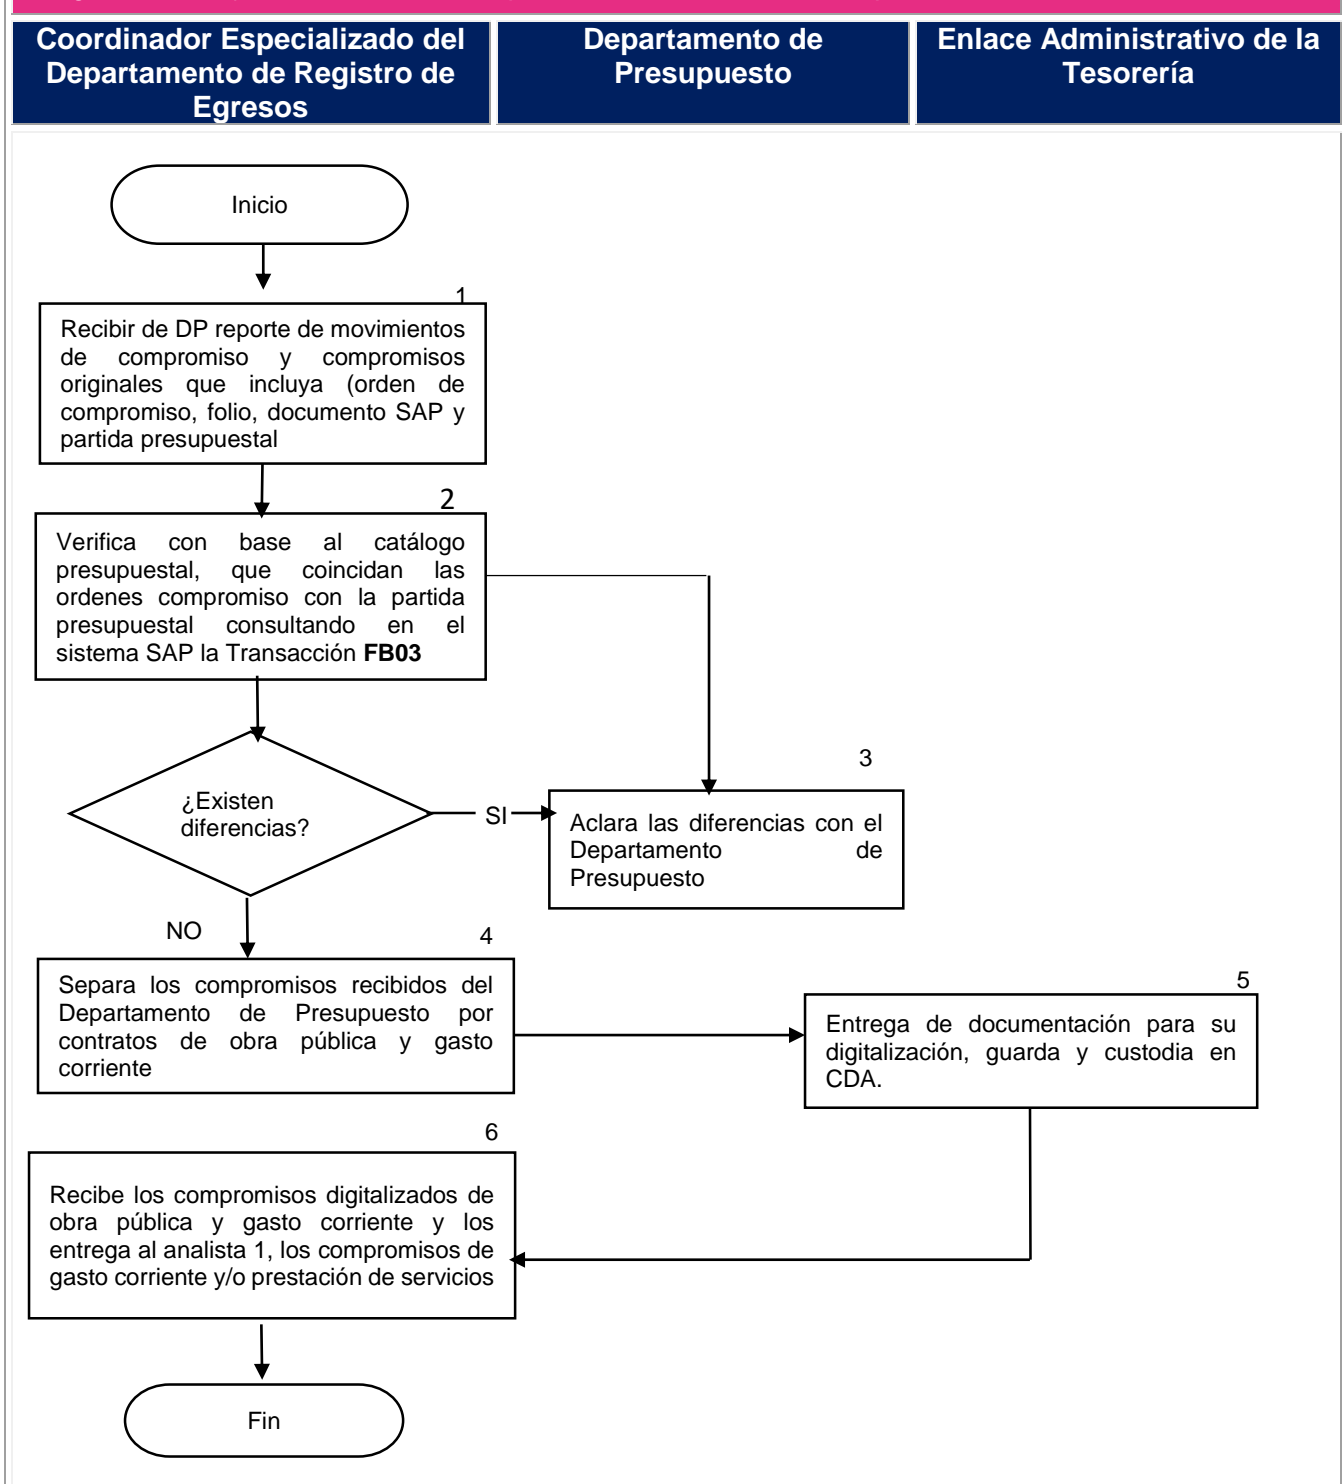 Coordinador Especializado del
Departamento de Registro de
Egresos
Departamento de
Presupuesto
Enlace Administrativo de la
Tesorería
Inicio
1
Recibir de DP reporte de movimientos
de compromiso y compromisos
originales que incluya (orden de
compromiso, folio, documento SAP y
partida presupuestal
2
Verifica con base al catálogo
presupuestal, que coincidan las
ordenes compromiso con la partida
presupuestal consultando en el
sistema SAP la Transacción FB03
¿Existen
diferencias?
SI
3
Aclara las diferencias con el
Departamento de
Presupuesto
NO
4
Separa los compromisos recibidos del
Departamento de Presupuesto por
contratos de obra pública y gasto
corriente
5
Entrega de documentación para su
digitalización, guarda y custodia en
CDA.
6
Recibe los compromisos digitalizados de
obra pública y gasto corriente y los
entrega al analista 1, los compromisos de
gasto corriente y/o prestación de servicios
Fin